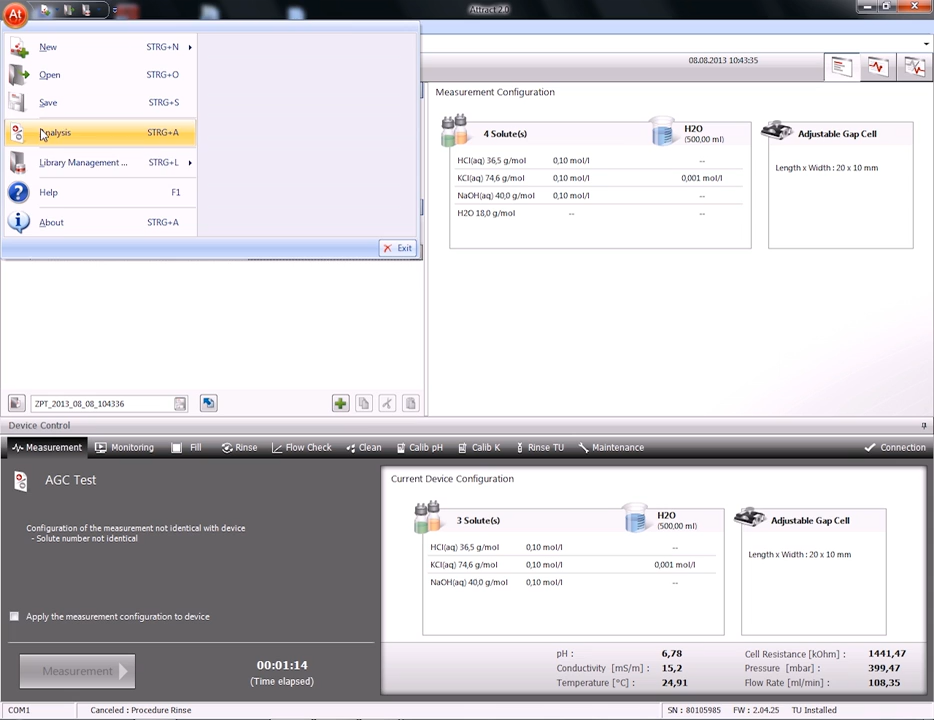 At
Attract 2.0
New STRG+N
Open STRG+O
Save STRG+S
Analysis STRG+A
Library Management ... STRG+L
Help F1
About STRG+A
Exit
08.08.2013 10:43:35
Measurement Configuration
4 Solute(s)
H2O
(500,00 ml)
HCl(aq) 36,5 g/mol 0,10 mol/l --
KCl(aq) 74,6 g/mol 0,10 mol/l 0,001 mol/l
NaOH(aq) 40,0 g/mol 0,10 mol/l --
H2O 18,0 g/mol -- --
Adjustable Gap Cell
Length x Width : 20 x 10 mm
ZPT_2013_08_08_104336
Device Control
Measurement Monitoring Fill Rinse Flow Check Clean Calib pH Calib K Rinse TU Maintenance Connection
AGC Test
Configuration of the measurement not identical with device
- Solute number not identical
Apply the measurement configuration to device
Measurement
00:01:14
(Time elapsed)
Current Device Configuration
3 Solute(s)
H2O
(500,00 ml)
HCl(aq) 36,5 g/mol 0,10 mol/l --
KCl(aq) 74,6 g/mol 0,10 mol/l 0,001 mol/l
NaOH(aq) 40,0 g/mol 0,10 mol/l --
Adjustable Gap Cell
Length x Width : 20 x 10 mm
pH : 6,78 Cell Resistance [kOhm] : 1441,47
Conductivity [mS/m] : 15,2 Pressure [mbar] : 399,47
Temperature [°C] : 24,91 Flow Rate [ml/min] : 108,35
COM1 Canceled : Procedure Rinse SN : 80105985 FW : 2.04.25 TU Installed